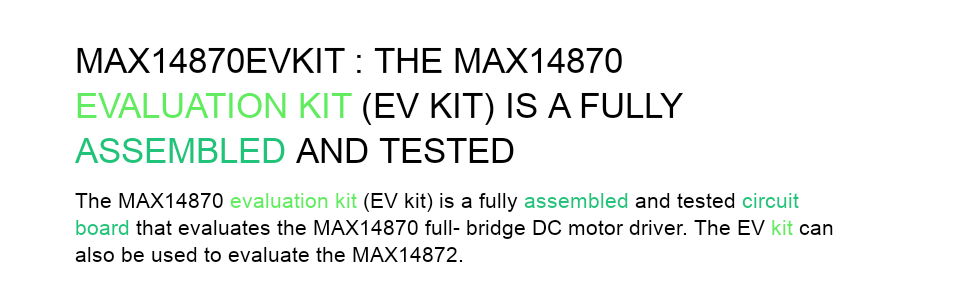 MAX14870EVKIT : THE MAX14870
EVALUATION KIT (EV KIT) IS A FULLY
ASSEMBLED AND TESTED
The MAX14870 evaluation kit (EV kit) is a fully assembled and tested circuit
board that evaluates the MAX14870 full- bridge DC motor driver. The EV kit can
also be used to evaluate the MAX14872.